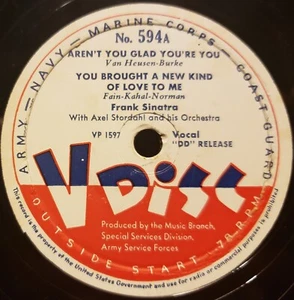 ARMY — NAVY — MARINE CORPS — COAST GUARD
No. 594A
AREN'T YOU GLAD YOU'RE YOU
Van Heusen-Burke
YOU BROUGHT A NEW KIND
OF LOVE TO ME
Fain-Kahal-Norman
Frank Sinatra
With Axel Stordahl and his Orchestra
VP 1597
Vocal
"DD" RELEASE
V DISC
Produced by the Music Branch,
Special Services Division,
Army Service Forces
OUTSIDE START 78 R.P.M.
This record is the property of the United States Government and use for radio or commercial purposes is prohibited